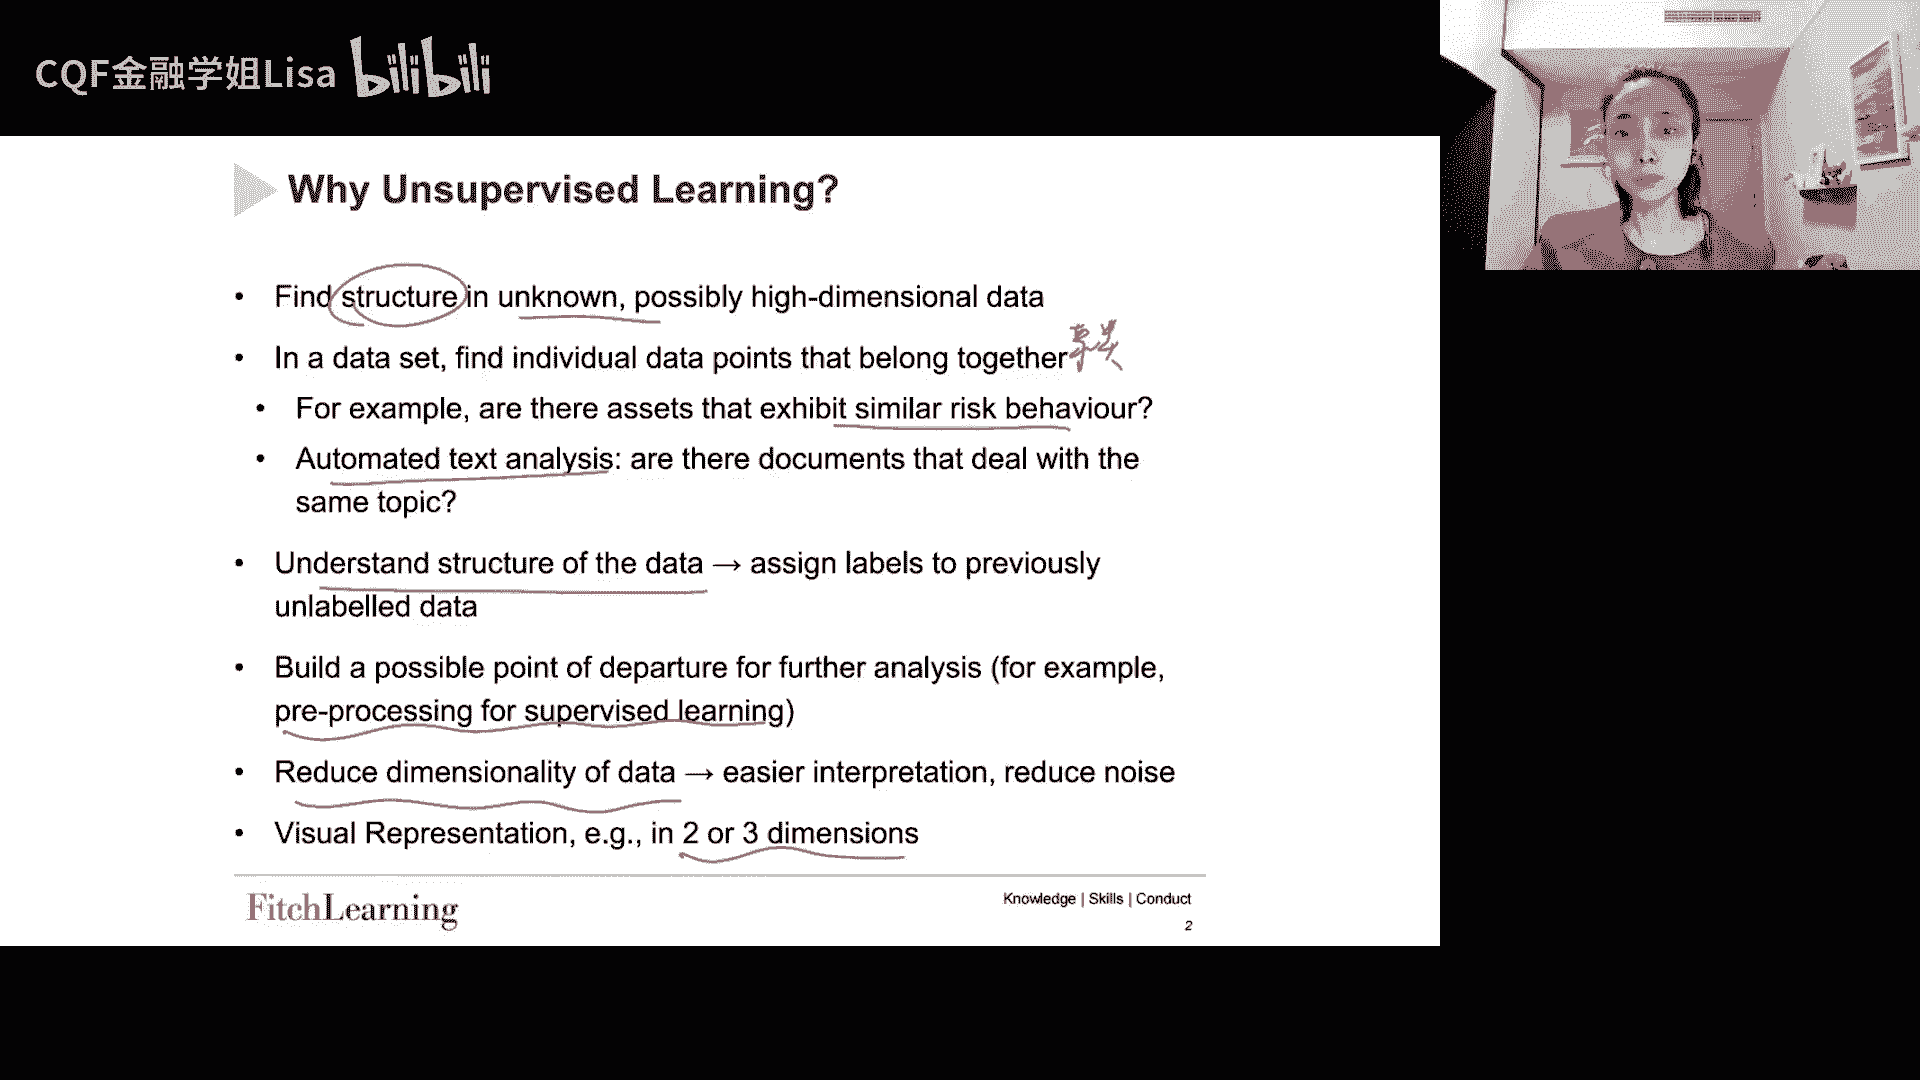 CQF金融学姐Lisa bilibili
Why Unsupervised Learning?
• Find structure in unknown, possibly high-dimensional data
• In a data set, find individual data points that belong together
• For example, are there assets that exhibit similar risk behaviour?
• Automated text analysis: are there documents that deal with the
same topic?
• Understand structure of the data → assign labels to previously
unlabelled data
• Build a possible point of departure for further analysis (for example,
pre-processing for supervised learning)
• Reduce dimensionality of data → easier interpretation, reduce noise
• Visual Representation, e.g., in 2 or 3 dimensions
FitchLearning
Knowledge | Skills | Conduct
2